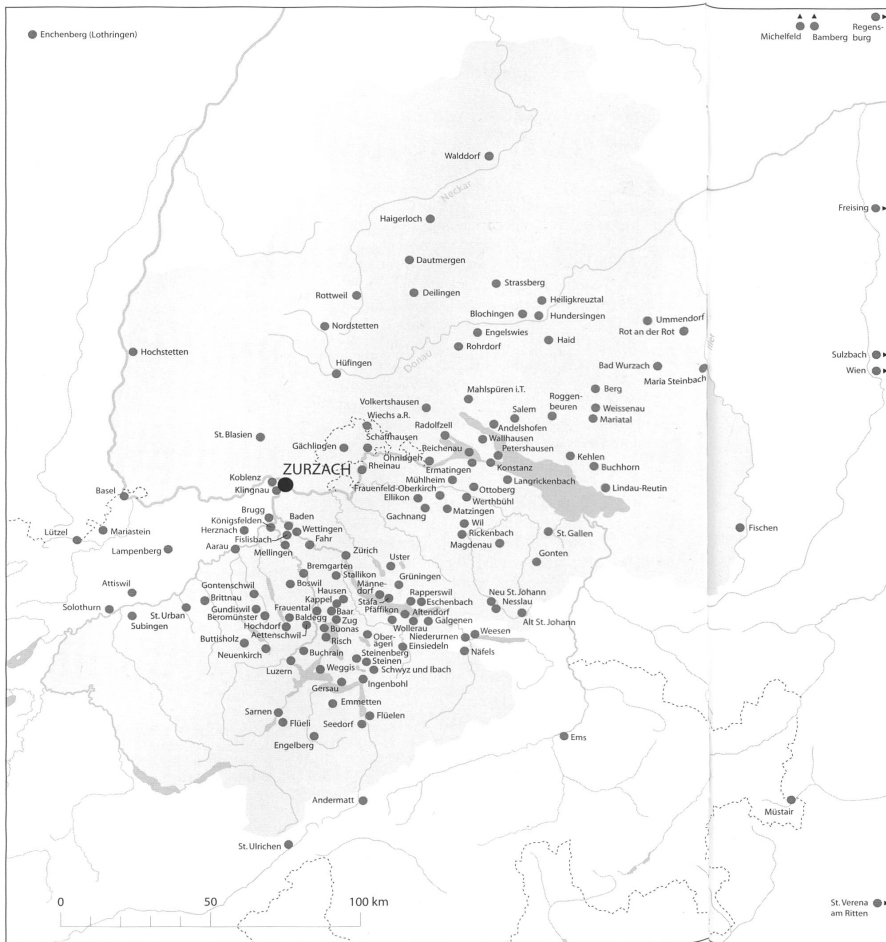 Enchenberg (Lothringen)
Michelfeld
Bamberg
Regens-
burg
Walddorf
Neckar
Haigerloch
Freising
Dautmergen
Strassberg
Deilingen
Rottweil
Heiligkreuztal
Blochingen
Hundersingen
Ummendorf
Nordstetten
Engelswies
Rot an der Rot
Iller
Haid
Rohrdorf
Donau
Hochstetten
Sulzbach
Hüfingen
Bad Wurzach
Wien
Maria Steinbach
Mahlspüren i.T.
Berg
Roggen-
beuren
Volkertshausen
Salem
Weissenau
Wiechs a.R.
Mariatal
Radolfzell
Andelshofen
St. Blasien
Schaffhausen
Wallhausen
Gächlingen
Reichenau
Petershausen
Öhningen
Kehlen
ZURZACH
Rheinau
Ermatingen
Konstanz
Buchhorn
Koblenz
Mühlheim
Langrickenbach
Klingnau
Frauenfeld-Oberkirch
Ottoberg
Lindau-Reutin
Basel
Ellikon
Werthbühl
Brugg
Gachnang
Matzingen
Königsfelden
Baden
Wil
Fischen
Herznach
Wettingen
Rickenbach
St. Gallen
Lützel
Mariastein
Fislisbach
Fahr
Magdenau
Lampenberg
Aarau
Mellingen
Zürich
Gonten
Bremgarten
Uster
Attiswil
Gontenschwil
Boswil
Stallikon
Grüningen
Brittnau
Hausen
Männe-
dorf
Rapperswil
Neu St. Johann
Solothurn
Gundiswil
Frauental
Kappel
Stäfa
Eschenbach
Nesslau
St. Urban
Beromünster
Baldegg
Baar
Pfäffikon
Altendorf
Subingen
Hochdorf
Zug
Wollerau
Galgenen
Alt St. Johann
Aettenschwil
Buonas
Ober-
ägeri
Niederurnen
Weesen
Buttisholz
Risch
Einsiedeln
Neuenkirch
Buchrain
Steinenberg
Näfels
Luzern
Weggis
Steinen
Schwyz und Ibach
Gersau
Ingenbohl
Emmetten
Sarnen
Flüelen
Flüeli
Seedorf
Engelberg
Ems
Andermatt
Müstair
St. Ulrichen
0 50 100 km
St. Verena
am Ritten